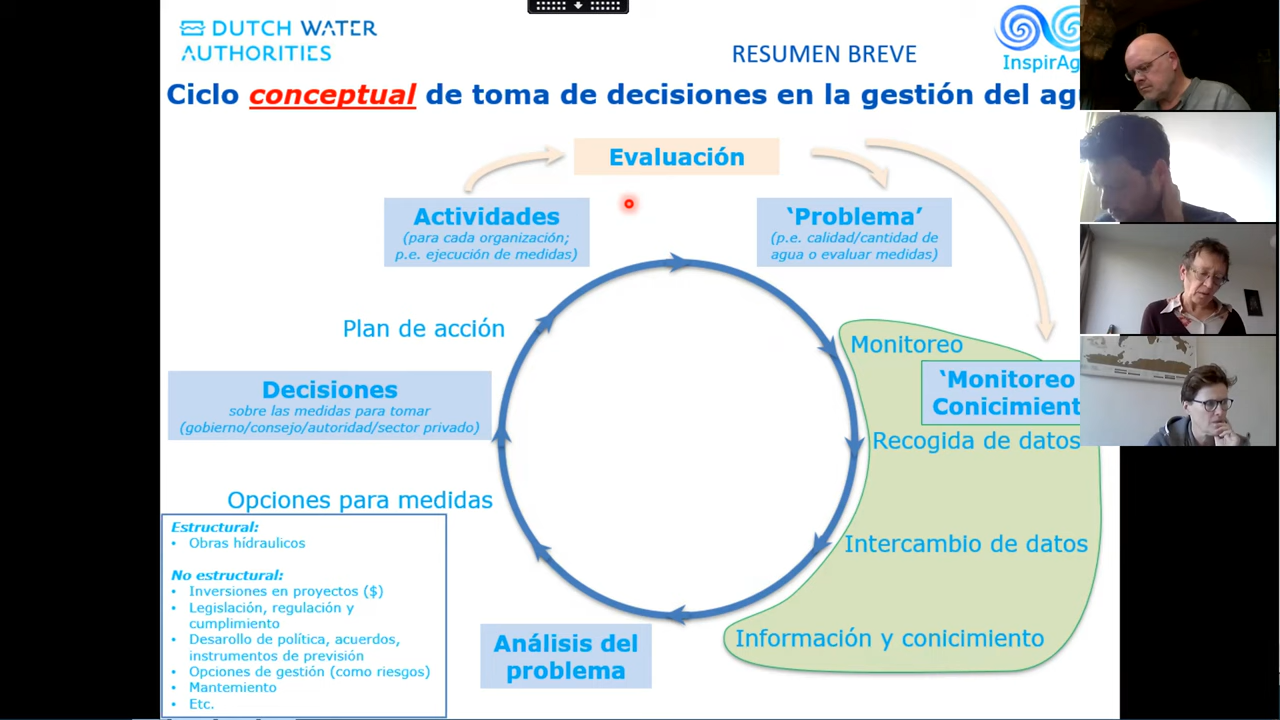 DUTCH WATER
AUTHORITIES
RESUMEN BREVE
Ciclo conceptual de toma de decisiones en la gestión del
Evaluación
Actividades
(para cada organización;
p.e. ejecución de medidas)
‘Problema’
(p.e. calidad/cantidad de
agua o evaluar medidas)
Plan de acción
Monitoreo
Decisiones
sobre las medidas para tomar
(gobierno/consejo/autoridad/sector privado)
‘Monitoreo
Recogida de datos
Opciones para medidas
Estructural:
• Obras hídraulicos
No estructural:
• Inversiones en proyectos ($)
• Legislación, regulación y
cumplimiento
• Desarollo de política, acuerdos,
instrumentos de previsión
• Opciones de gestión (como riesgos)
• Mantemiento
• Etc.
Intercambio de datos
Información y conicimiento
Análisis del
problema